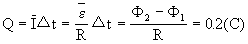 Q = Ī△t = ε̄/R △t = (Φ₂ − Φ₁)/R = 0.2(C)